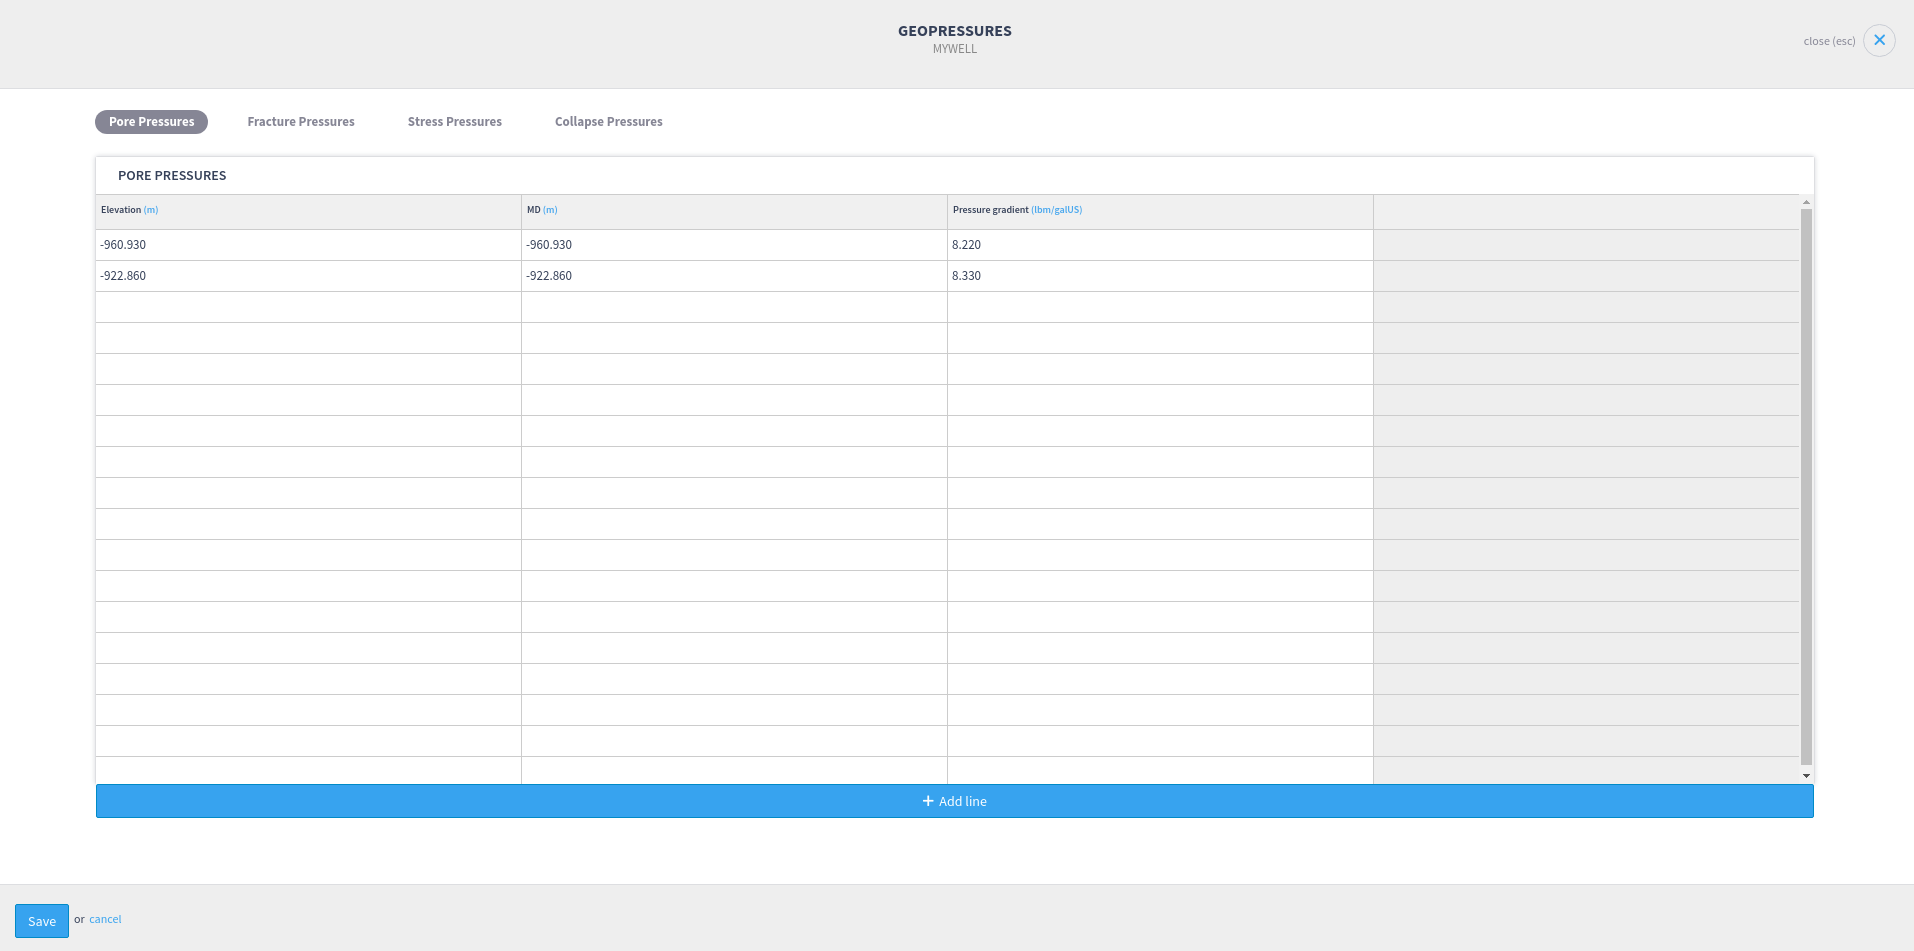 GEOPRESSURES
MYWELL
close (esc)
Pore Pressures Fracture Pressures Stress Pressures Collapse Pressures
PORE PRESSURES
Elevation (m) MD (m) Pressure gradient (lbm/galUS)
-960.930 -960.930 8.220
-922.860 -922.860 8.330
+ Add line
Save or cancel